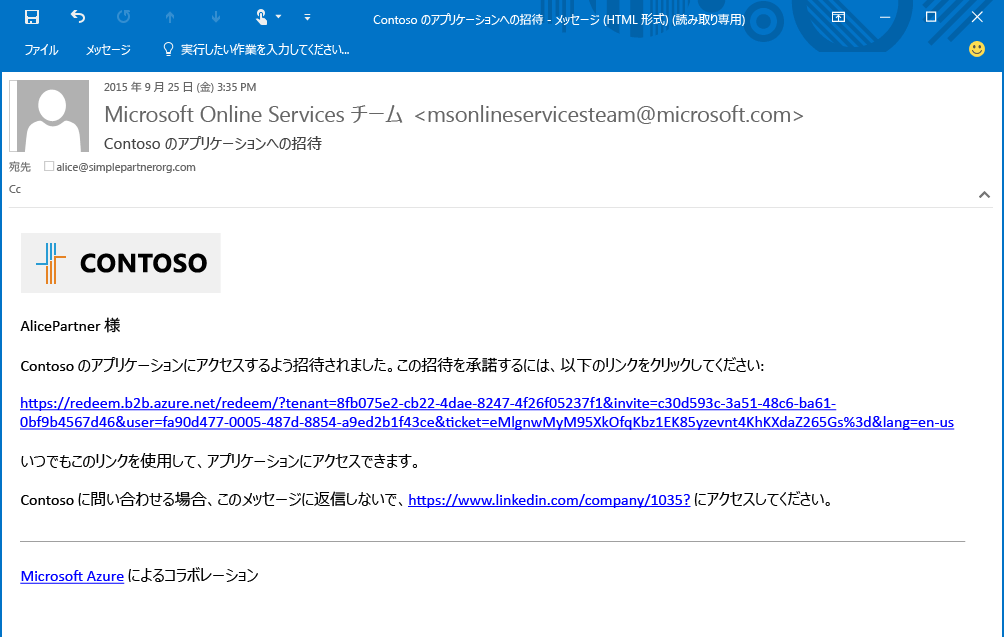 Contoso のアプリケーションへの招待 - メッセージ (HTML 形式) (読み取り専用)
ファイル メッセージ 実行したい作業を入力してください...
2015 年 9 月 25 日 (金) 3:35 PM
Microsoft Online Services チーム <msonlineservicesteam@microsoft.com>
Contoso のアプリケーションへの招待
宛先 alice@simplepartnerorg.com
Cc
CONTOSO
AlicePartner 様
Contoso のアプリケーションにアクセスするよう招待されました。この招待を承諾するには、以下のリンクをクリックしてください:
https://redeem.b2b.azure.net/redeem/?tenant=8fb075e2-cb22-4dae-8247-4f26f05237f1&invite=c30d593c-3a51-48c6-ba61-
0bf9b4567d46&user=fa90d477-0005-487d-8854-a9ed2b1f43ce&ticket=eMlgnwMyM95XkOfqKbz1EK85yzevnt4KhKXdaZ265Gs%3d&lang=en-us
いつでもこのリンクを使用して、アプリケーションにアクセスできます。
Contoso に問い合わせる場合、このメッセージに返信しないで、https://www.linkedin.com/company/1035? にアクセスしてください。
Microsoft Azure によるコラボレーション